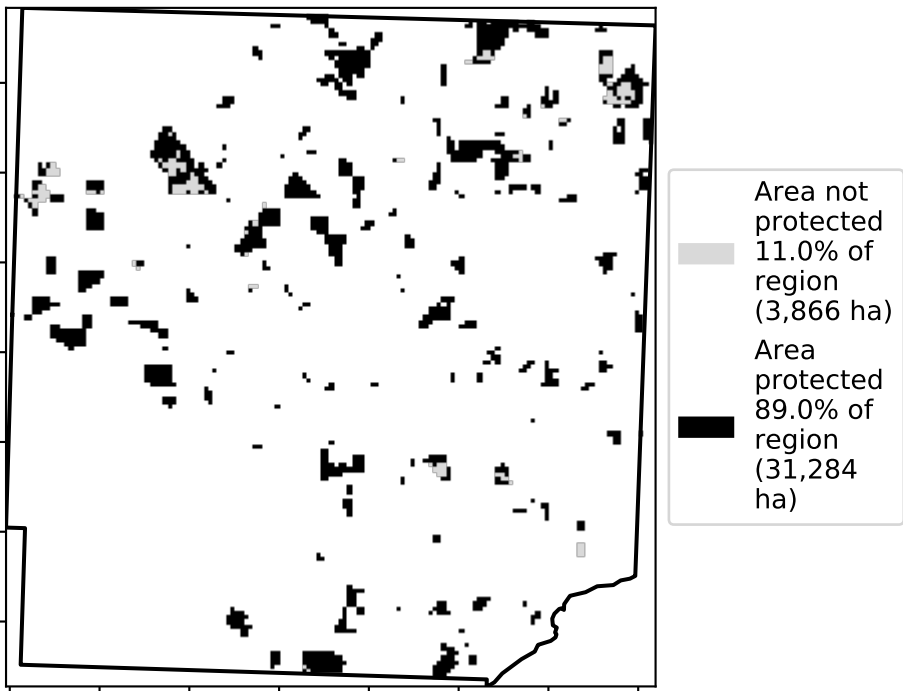 Area not
protected
11.0% of
region
(3,866 ha)
Area
protected
89.0% of
region
(31,284
ha)